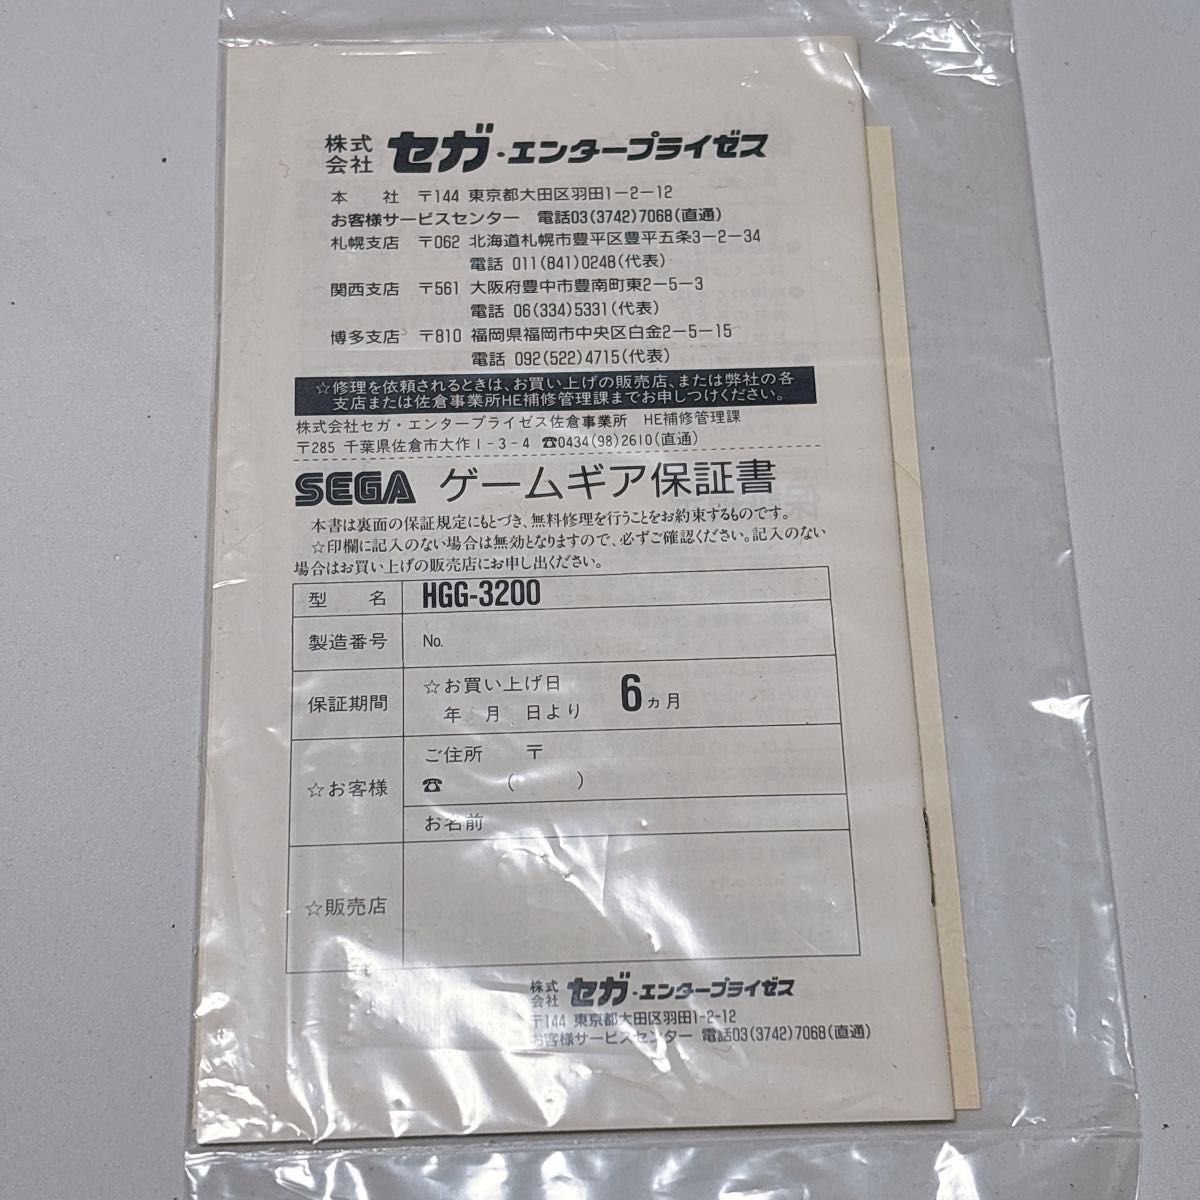 株式会社 セガ・エンタープライゼス
本 社 〒144 東京都大田区羽田1-2-12
お客様サービスセンター 電話03(3742)7068(直通)
札幌支店 〒062 北海道札幌市豊平区豊平五条3-2-34
電話 011(841)0248(代表)
関西支店 〒561 大阪府豊中市豊南町東2-5-3
電話 06(334)5331(代表)
博多支店 〒810 福岡県福岡市中央区白金2-5-15
電話 092(522)4715(代表)
☆修理を依頼されるときは、お買い上げの販売店、または弊社の各
支店または佐倉事業所HE補修管理課までお申しつけください。
株式会社セガ・エンタープライゼス佐倉事業所 HE補修管理課
〒285 千葉県佐倉市大作1-3-4 ☎0434(98)2610(直通)
SEGA ゲームギア保証書
本書は裏面の保証規定にもとづき、無料修理を行うことをお約束するものです。
☆印欄に記入のない場合は無効となりますので、必ずご確認ください。記入のない
場合はお買い上げの販売店にお申し出ください。
型 名 HGG-3200
製造番号 No.
保証期間 ☆お買い上げ日 6ヵ月
年 月 日より
☆お客様 ご住所 〒
☎ ( )
お名前
☆販売店
株式会社 セガ・エンタープライゼス
〒144 東京都大田区羽田1-2-12
お客様サービスセンター 電話03(3742)7068(直通)